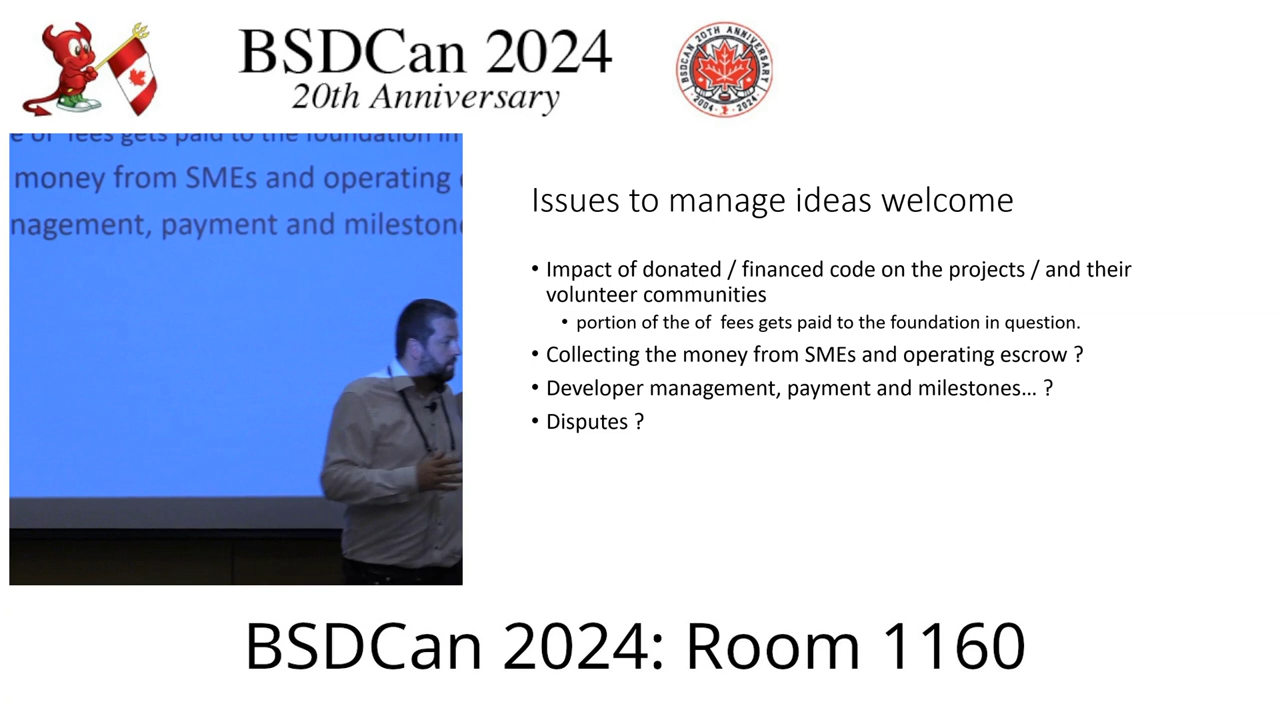 BSDCan 2024
20th Anniversary
BSDCAN 20TH ANNIVERSARY
2004 2024
fees gets paid to the foundation in
money from SMEs and operating
payment and
Issues to manage ideas welcome
• Impact of donated / financed code on the projects / and their
volunteer communities
• portion of the of fees gets paid to the foundation in question.
• Collecting the money from SMEs and operating escrow ?
• Developer management, payment and milestones... ?
• Disputes ?
BSDCan 2024: Room 1160